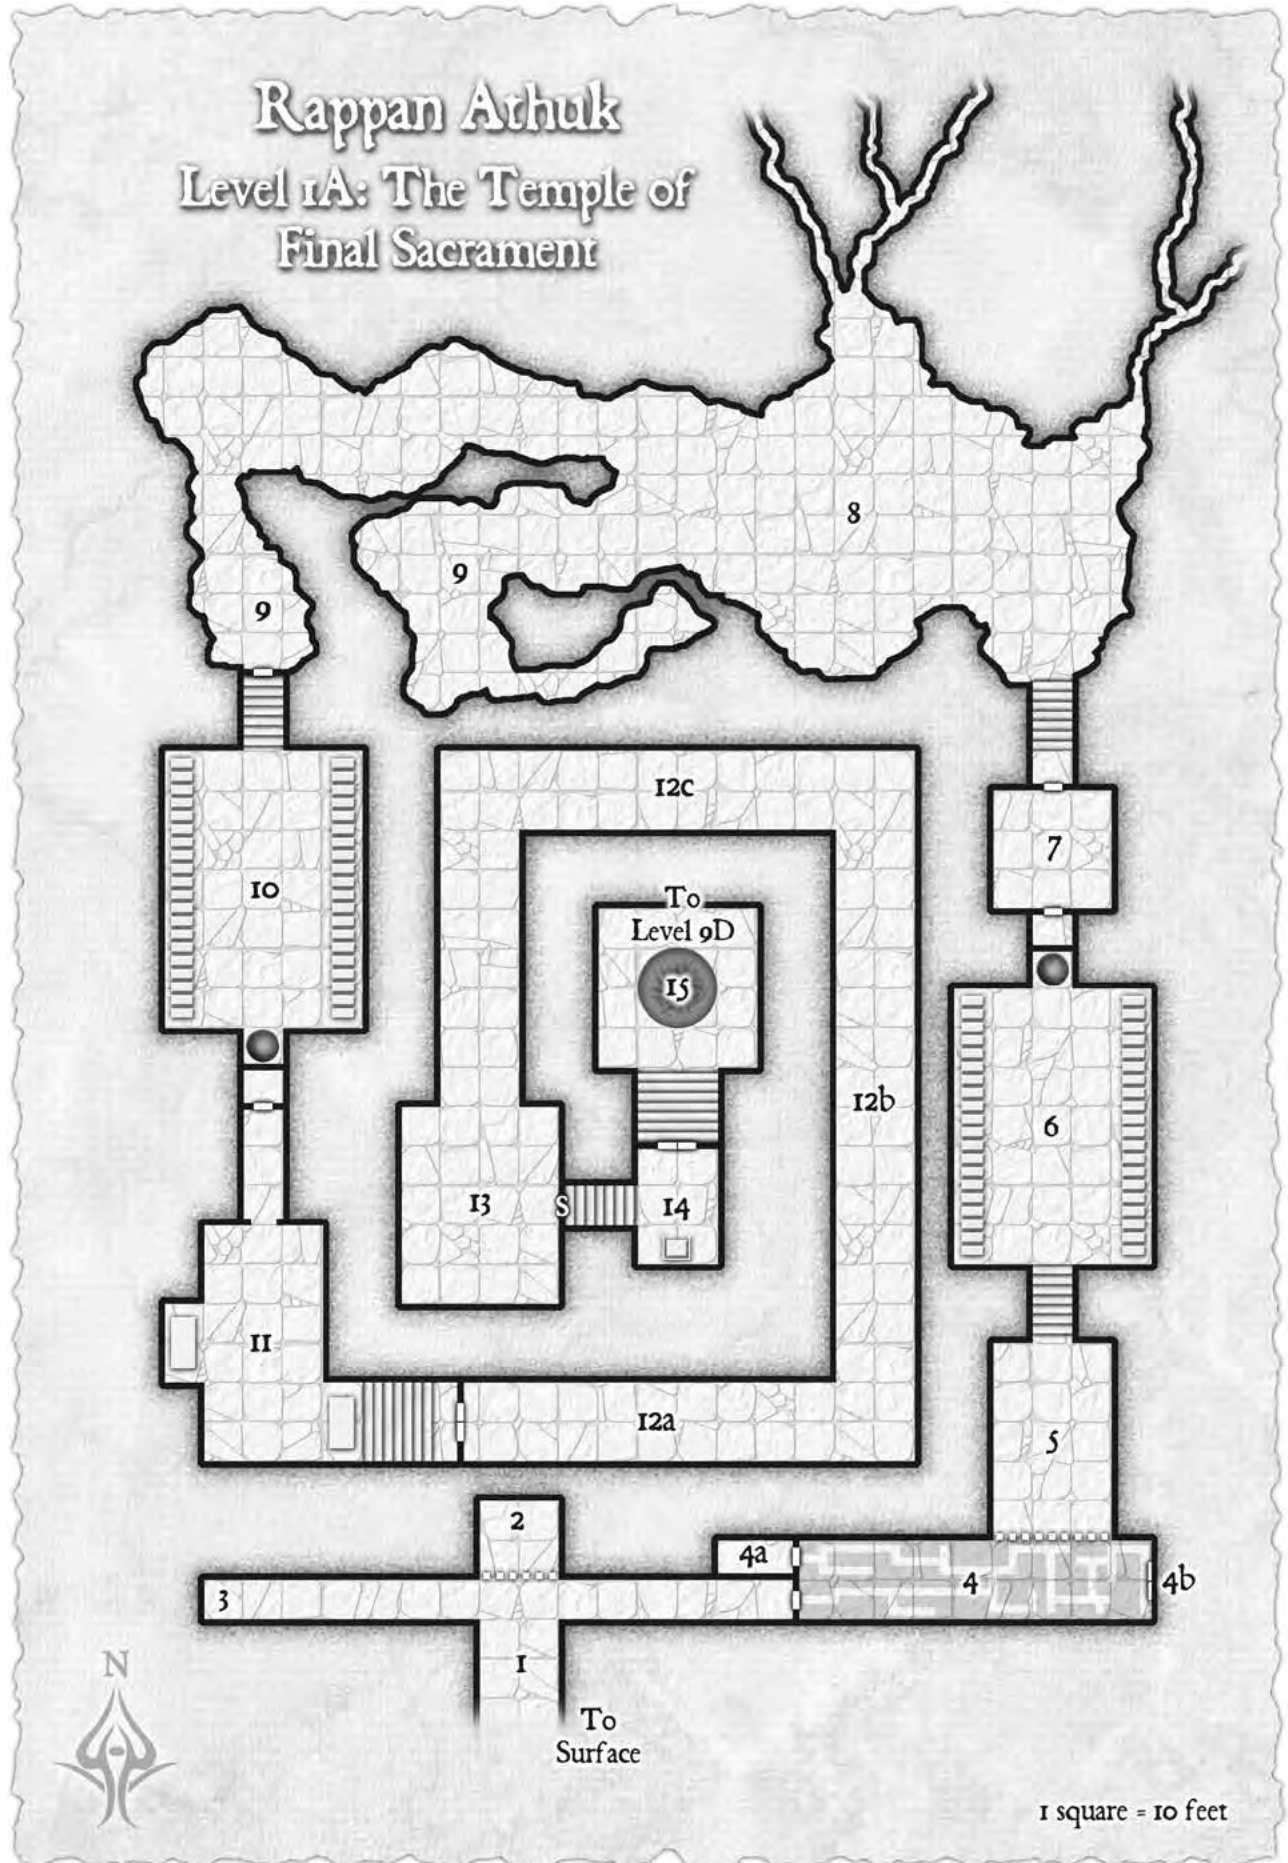 Rappan Athuk
Level 1A: The Temple of
Final Sacrament
8
9
9
12c
7
10
To
Level 9D
15
12b
6
13
S
14
11
12a
5
2
4a
3
4
4b
1
To
Surface
N
1 square = 10 feet